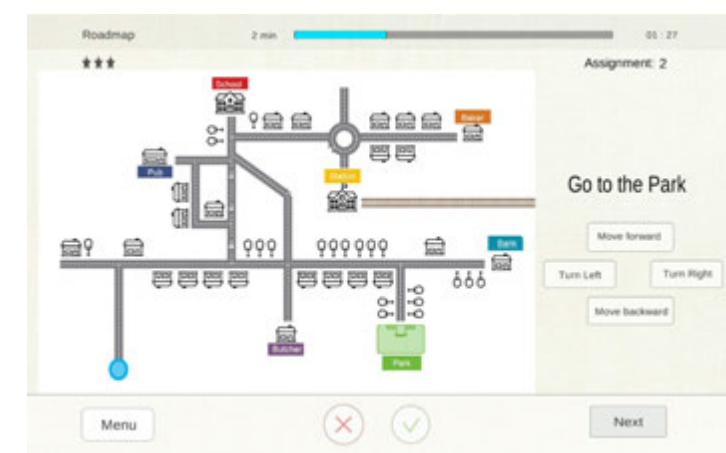 Roadmap 2 min 01 : 27
Assignment: 2
School
Baker
Pub
Station
Go to the Park
Move forward
Bank
Turn Left Turn Right
Move backward
Butcher
Park
Menu Next